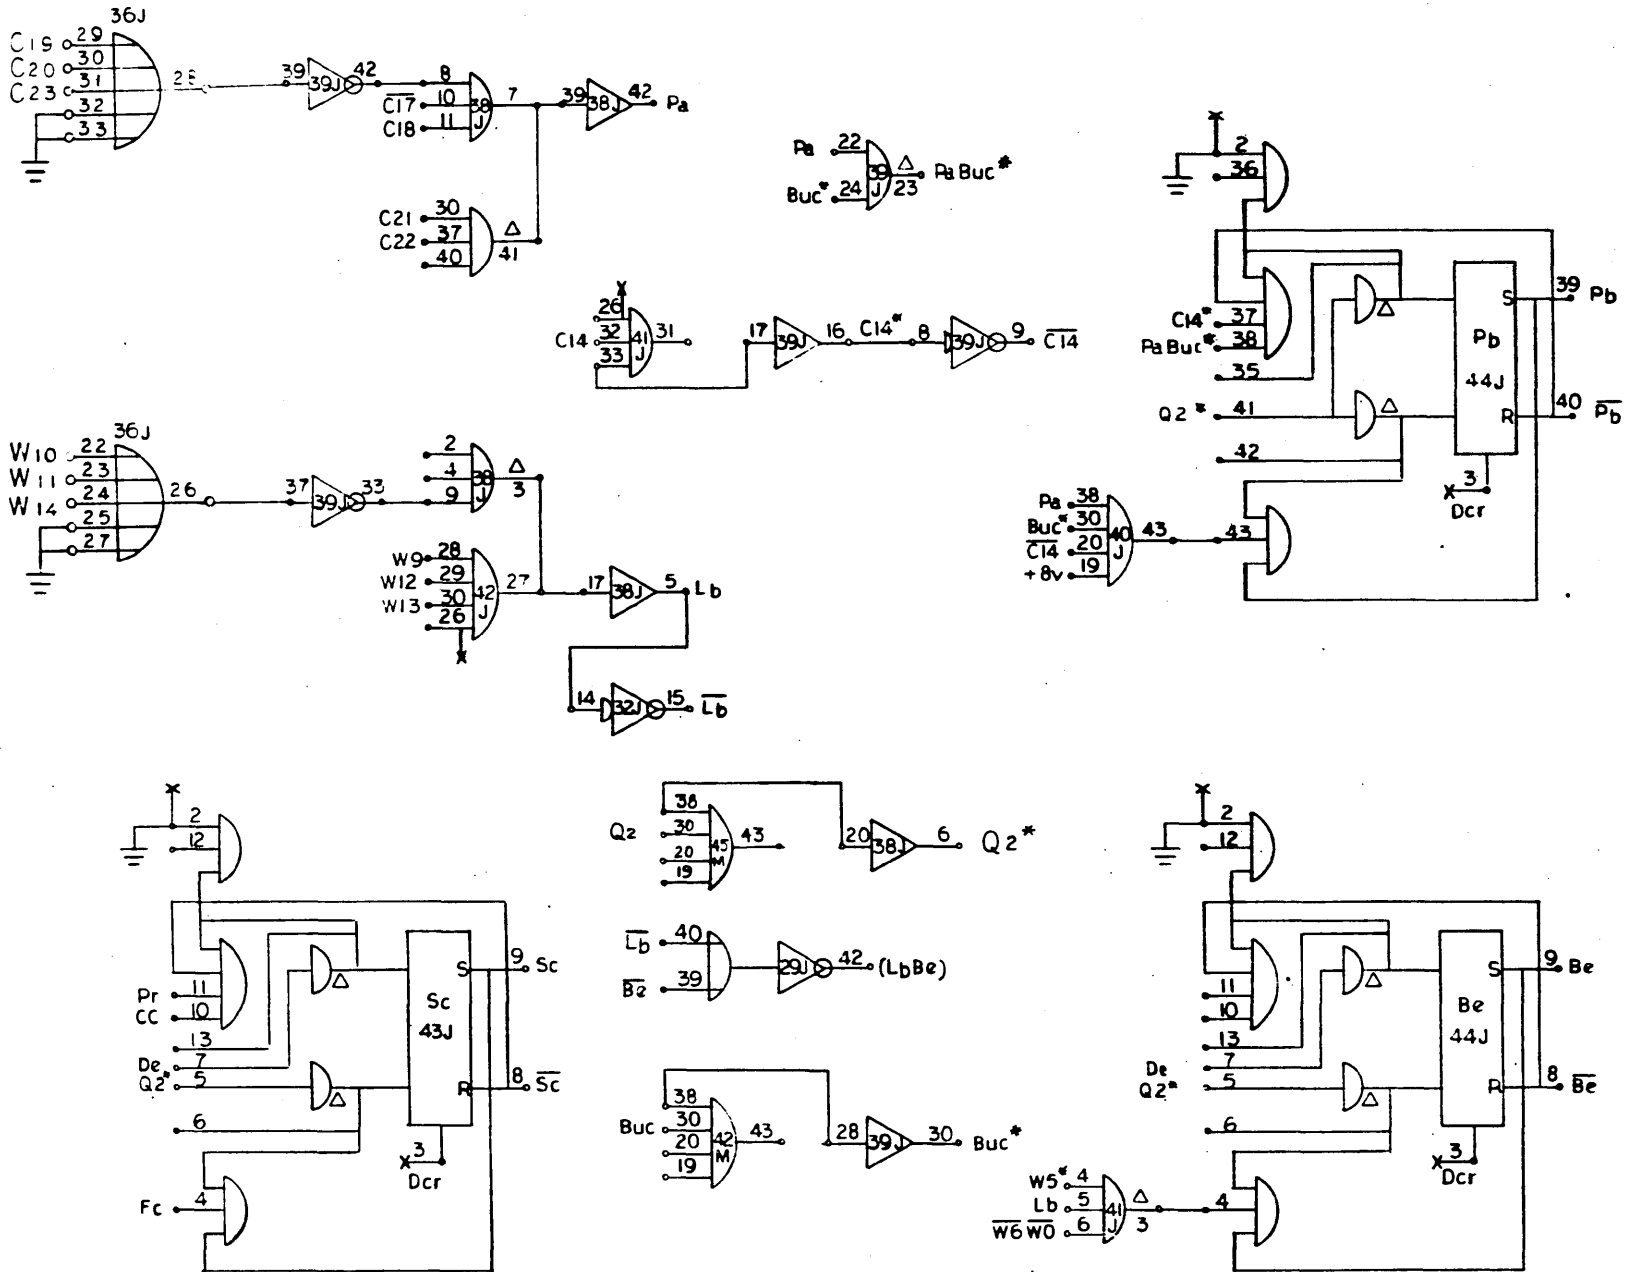 36J
C19 29
C20 30
C23 31
32
33
28
39 39J 42
8
C17 10
C18 11
38 J
7
39 38J 42 Pa
C21 30
C22 37
40
Δ
41
Pa 22
Buc* 24
39 J
Δ
23
PaBuc*
26
C14 32
33
41 J
31
17 39J 16 C14* 8 39J 9 C14
2
36
C14* 37
PaBuc* 38
35
Q2* 41
42
Δ
Δ
S
Pb
44J
R
39 Pb
40 Pb
3
Dcr
Pa 38
Buc* 30
C14 20
+8v 19
40 J
43
43
36J
W10 22
W11 23
W14 24
25
27
26
37 39J 33
2
4
9
38 J
Δ
3
W9 28
W12 29
W13 30
26
42 J
27
17 38J 5 Lb
14 32J 15 Lb
2
12
Pr 11
CC 10
13
De 7
Q2* 5
6
Fc 4
Δ
Δ
S
Sc
43J
R
9 Sc
8 Sc
3
Dcr
38
Q2 30
20
19
45 M
43
20 38J 6 Q2*
Lb 40
Be 39
29J 42 (LbBe)
38
Buc 30
20
19
42 M
43
28 39J 30 Buc*
2
12
11
10
13
De 7
Q2* 5
6
Δ
Δ
S
Be
44J
R
9 Be
8 Be
3
Dcr
W5* 4
Lb 5
W6 W0 6
41 J
Δ
3
4